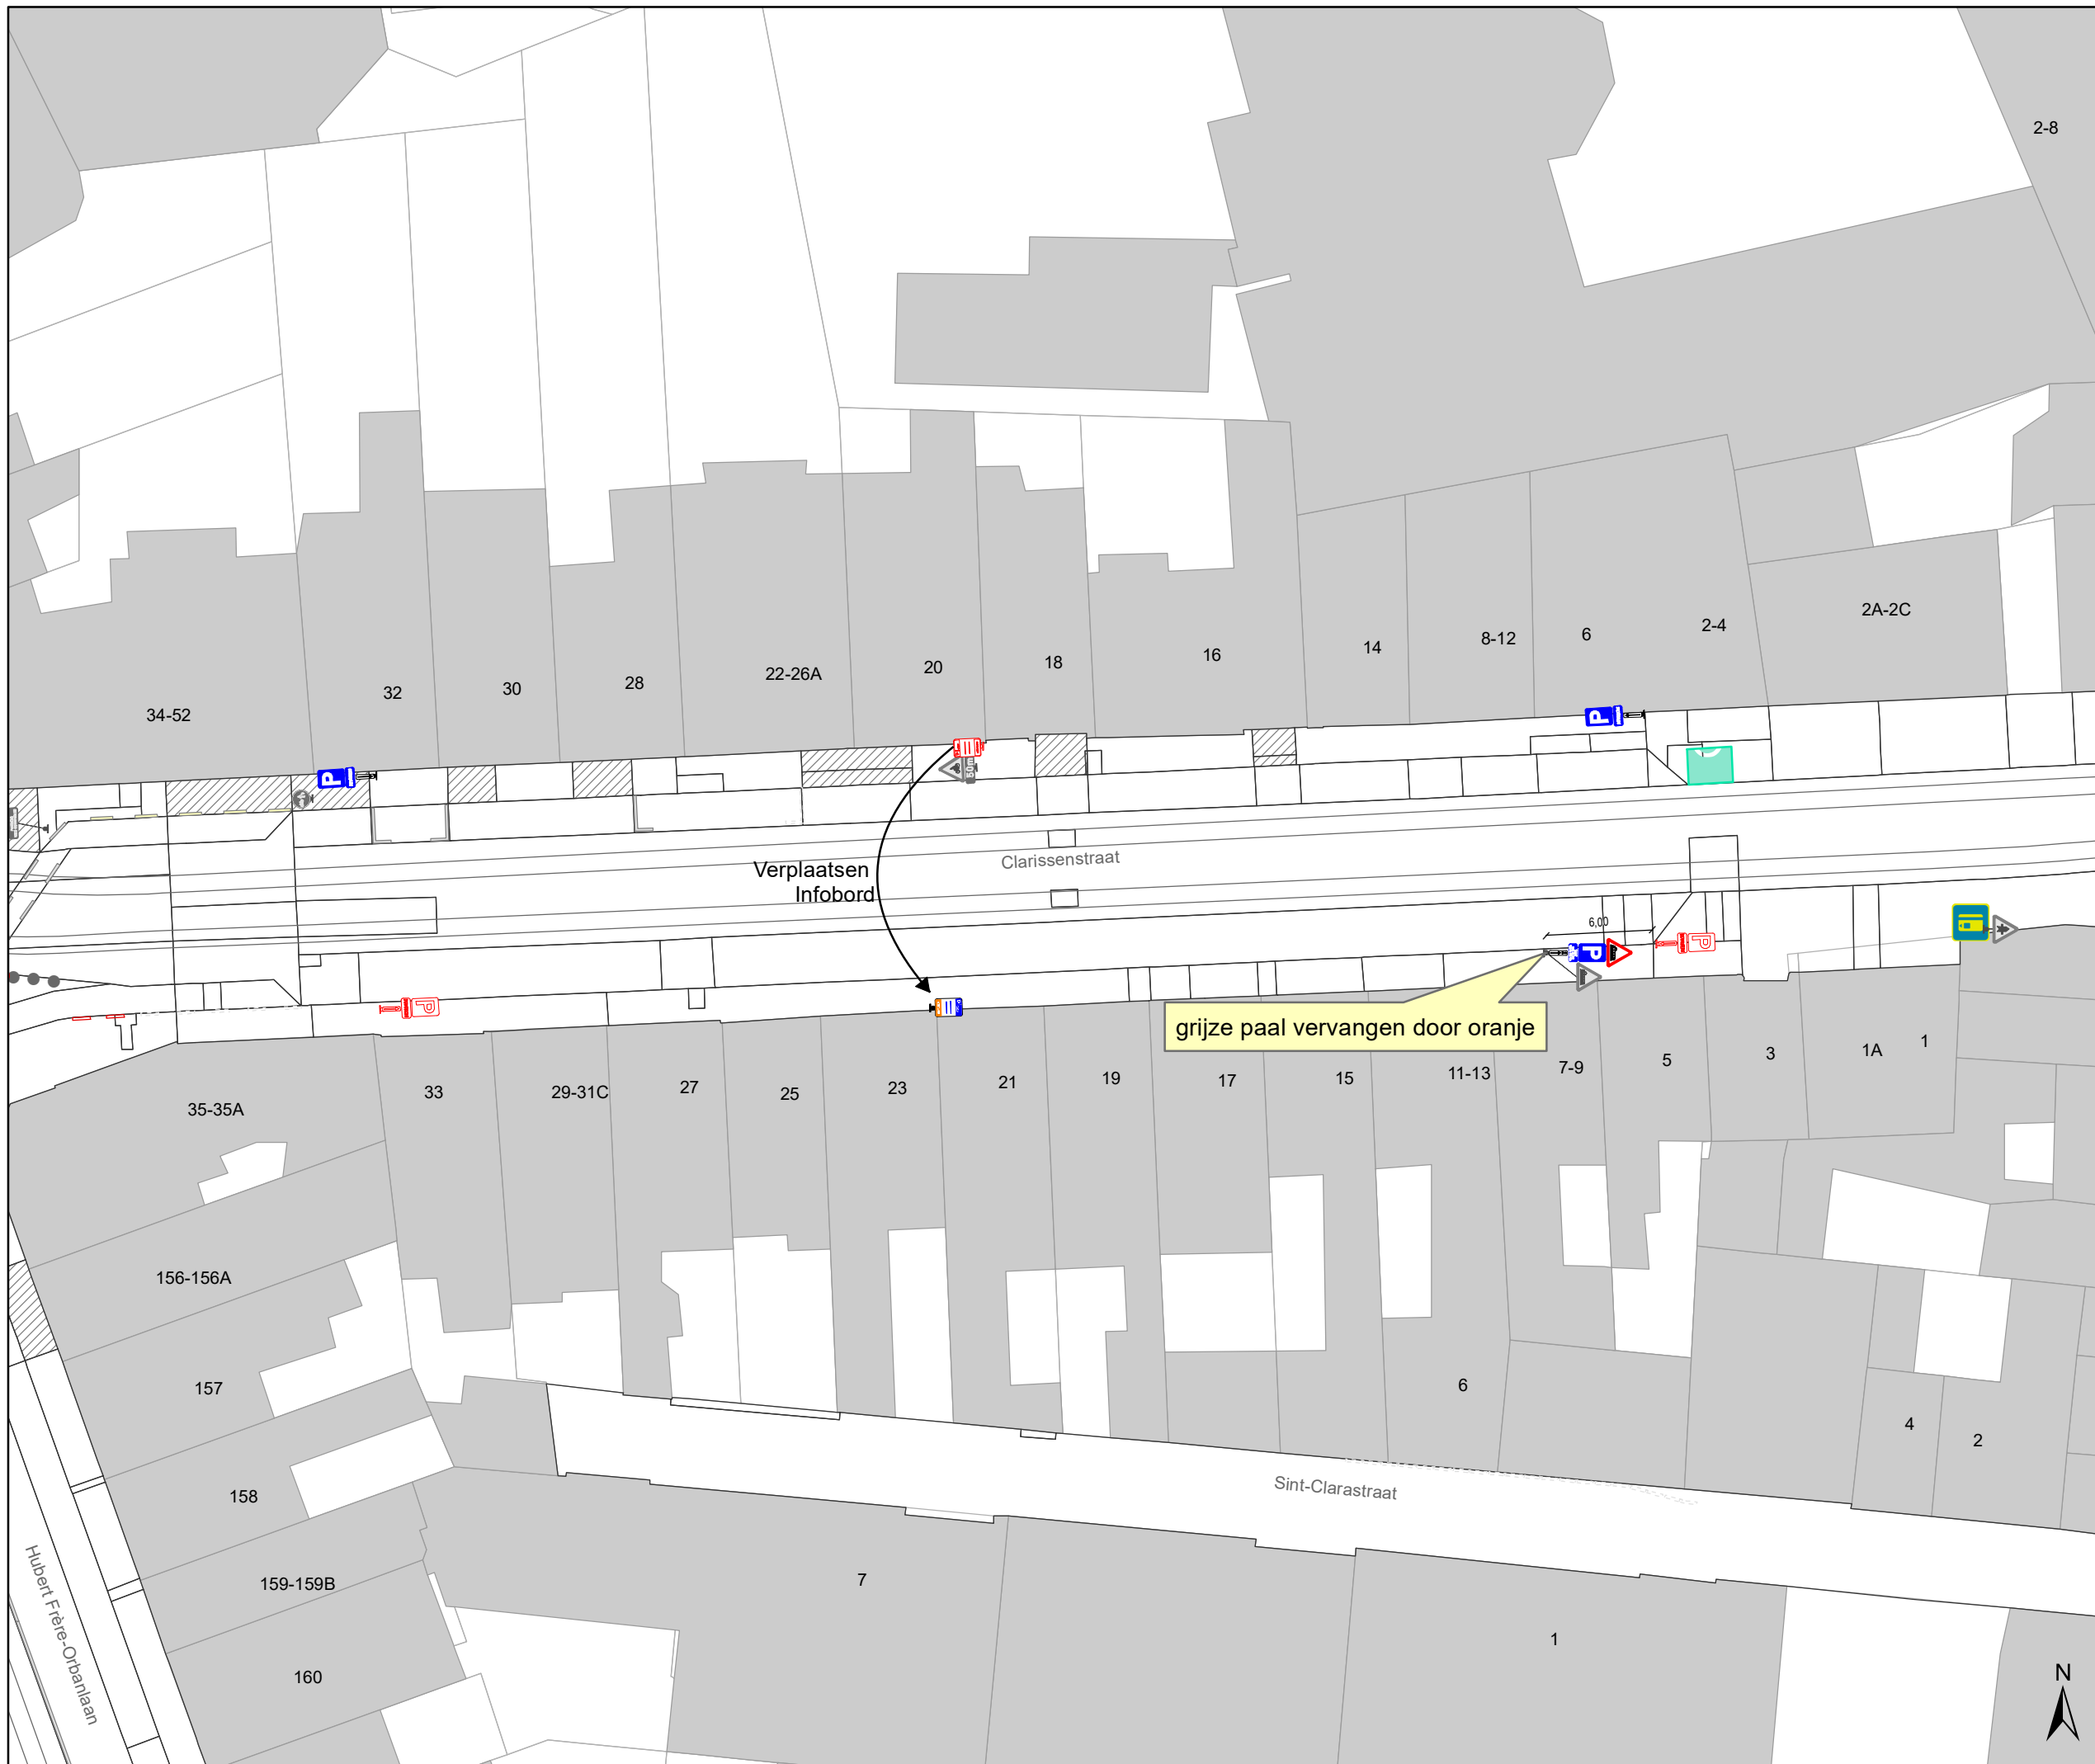 2-8
2A-2C
2-4
6
8-12
14
16
18
20
22-26A
28
30
32
34-52
P
P
Clarissenstraat
Verplaatsen
Infobord
6,00
P
P
P
grijze paal vervangen door oranje
35-35A
33
29-31C
27
25
23
21
19
17
15
11-13
7-9
5
3
1A
1
156-156A
157
158
159-159B
160
6
4
2
Sint-Clarastraat
Hubert Frère-Orbanlaan
7
1
N